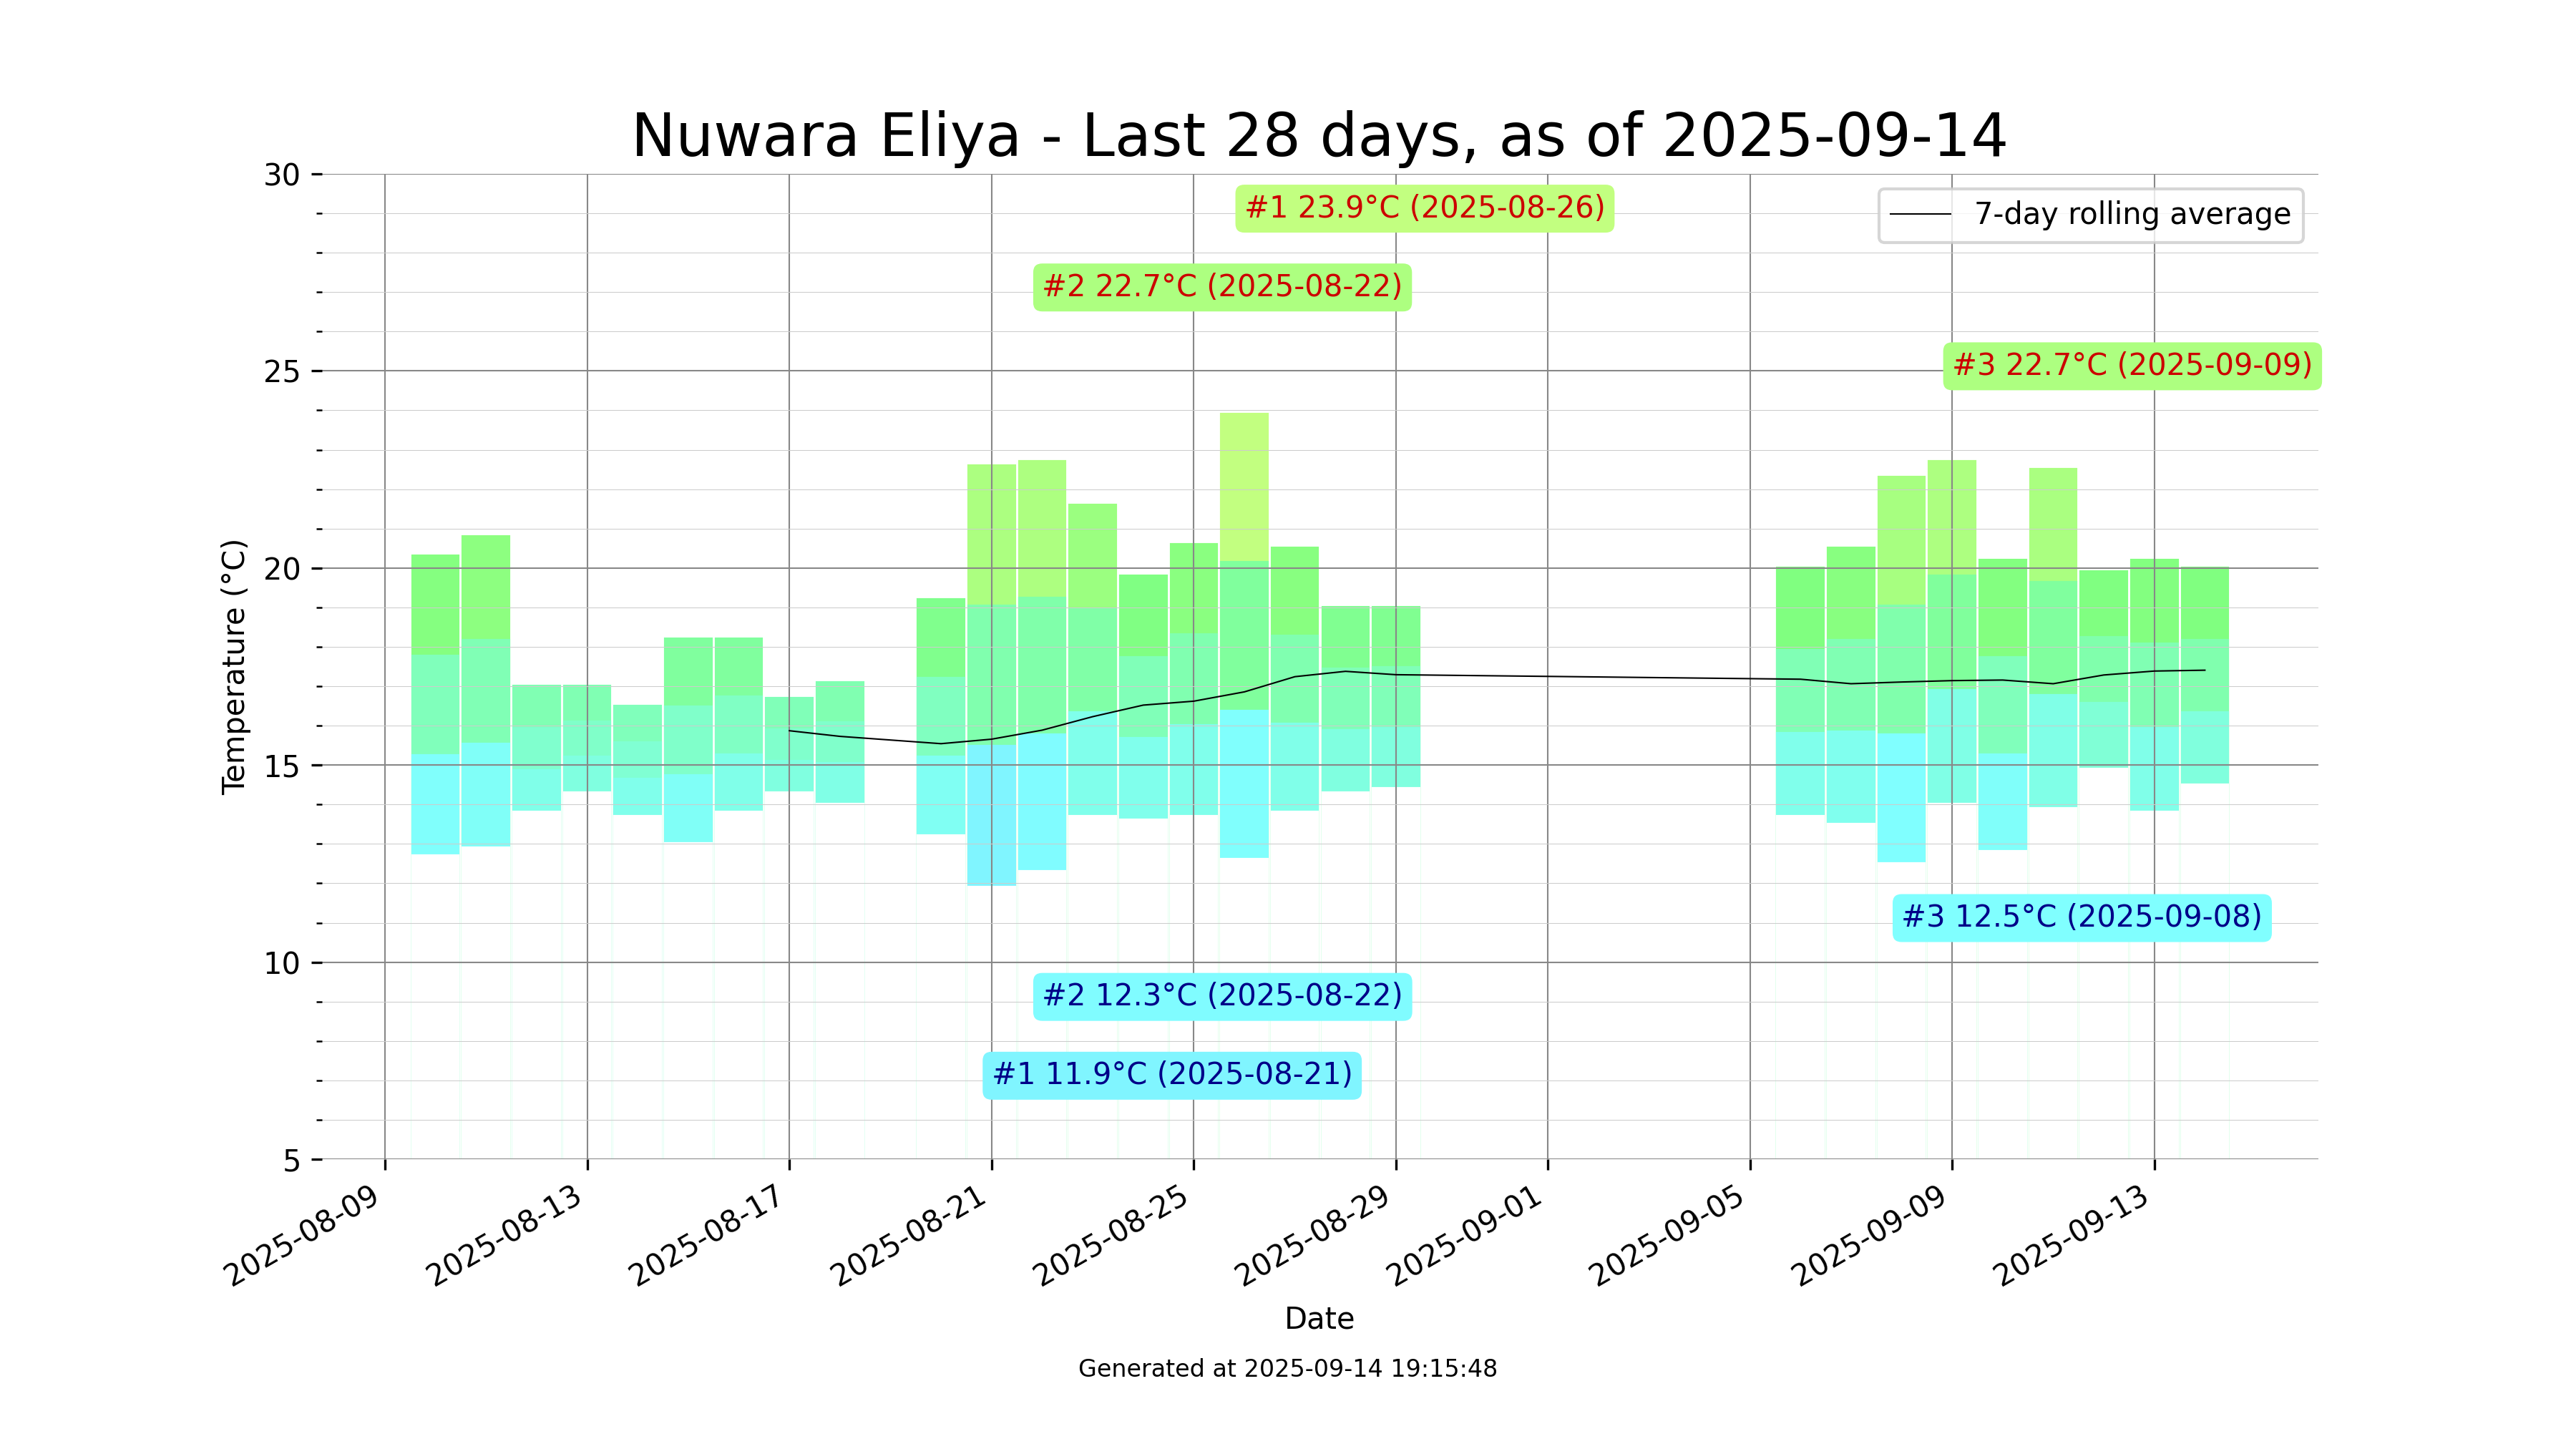 Nuwara Eliya - Last 28 days, as of 2025-09-14
30
25
20
15
10
5
Temperature (°C)
7-day rolling average
#1 23.9°C (2025-08-26)
#2 22.7°C (2025-08-22)
#3 22.7°C (2025-09-09)
#3 12.5°C (2025-09-08)
#2 12.3°C (2025-08-22)
#1 11.9°C (2025-08-21)
2025-08-09
2025-08-13
2025-08-17
2025-08-21
2025-08-25
2025-08-29
2025-09-01
2025-09-05
2025-09-09
2025-09-13
Date
Generated at 2025-09-14 19:15:48